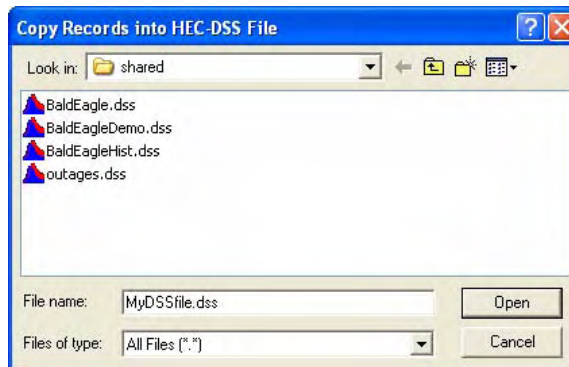 Copy Records into HEC-DSS File
Look in: shared
BaldEagle.dss
BaldEagleDemo.dss
BaldEagleHist.dss
outages.dss
File name: MyDSSfile.dss Open
Files of type: All Files (*.*) Cancel